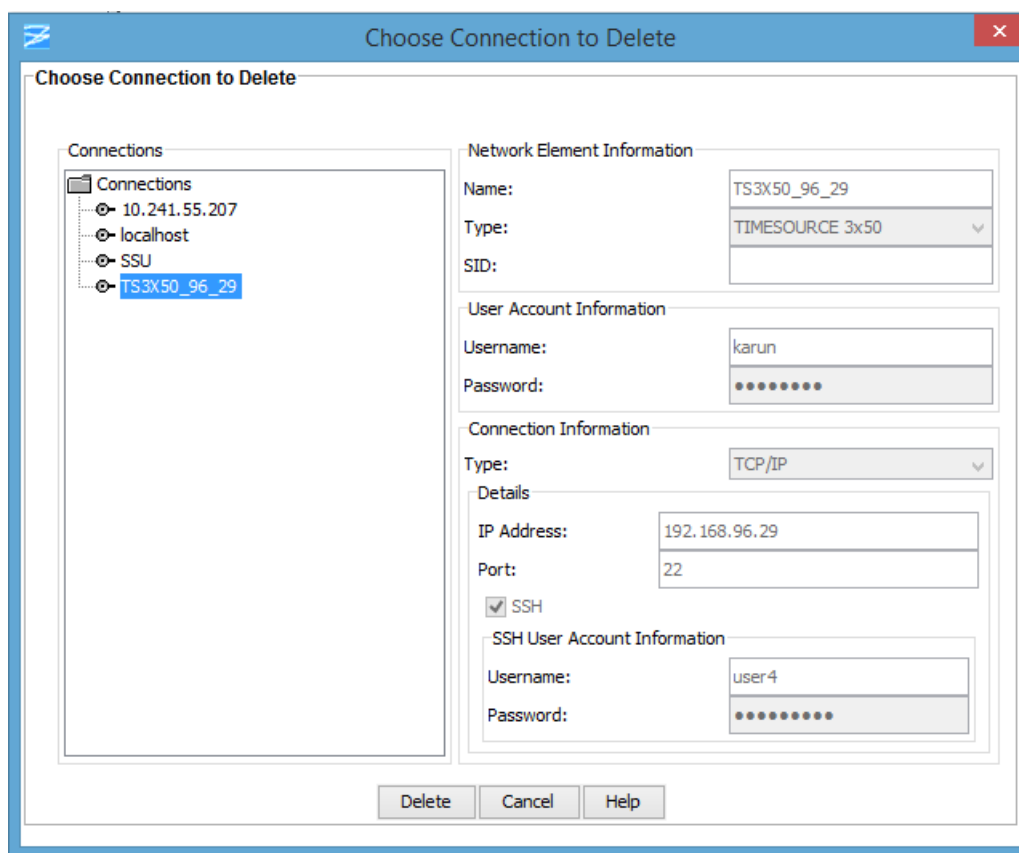 Choose Connection to Delete
Choose Connection to Delete
Connections
Connections
10.241.55.207
localhost
SSU
TS3X50_96_29
Network Element Information
Name: TS3X50_96_29
Type: TIMESOURCE 3x50
SID:
User Account Information
Username: karun
Password: ••••••••
Connection Information
Type: TCP/IP
Details
IP Address: 192.168.96.29
Port: 22
SSH
SSH User Account Information
Username: user4
Password: •••••••••
Delete Cancel Help